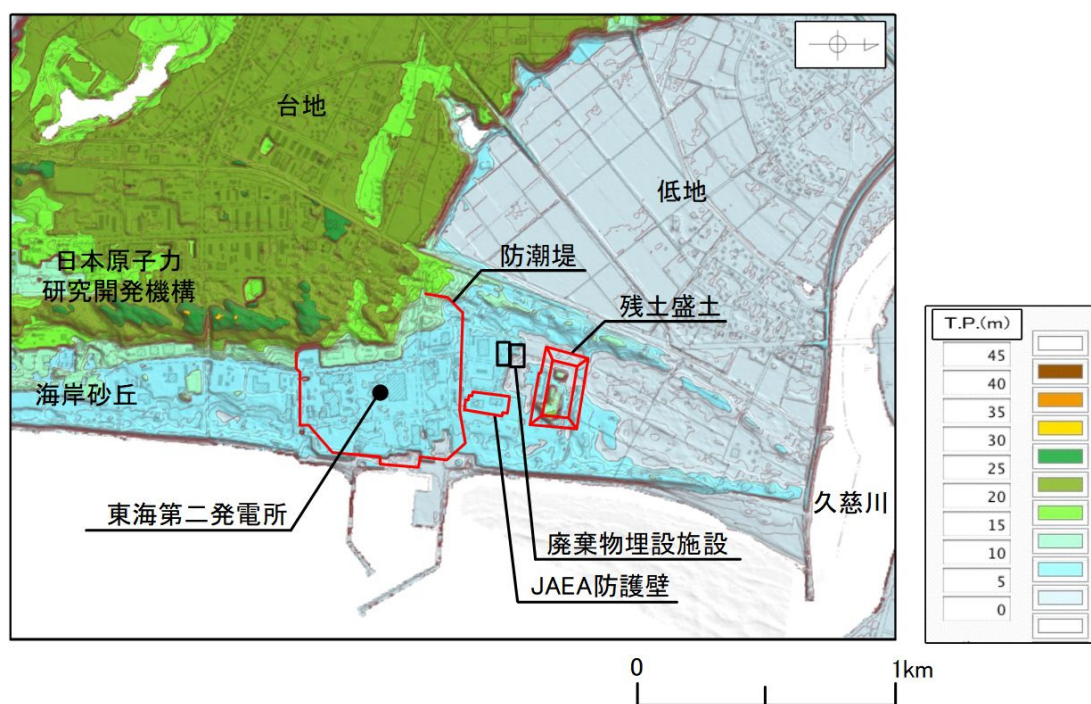 台地
低地
防潮堤
日本原子力
研究開発機構
残土盛土
海岸砂丘
久慈川
東海第二発電所
廃棄物埋設施設
JAEA防護壁
T.P.(m)
45
40
35
30
25
20
15
10
5
0
0
1km